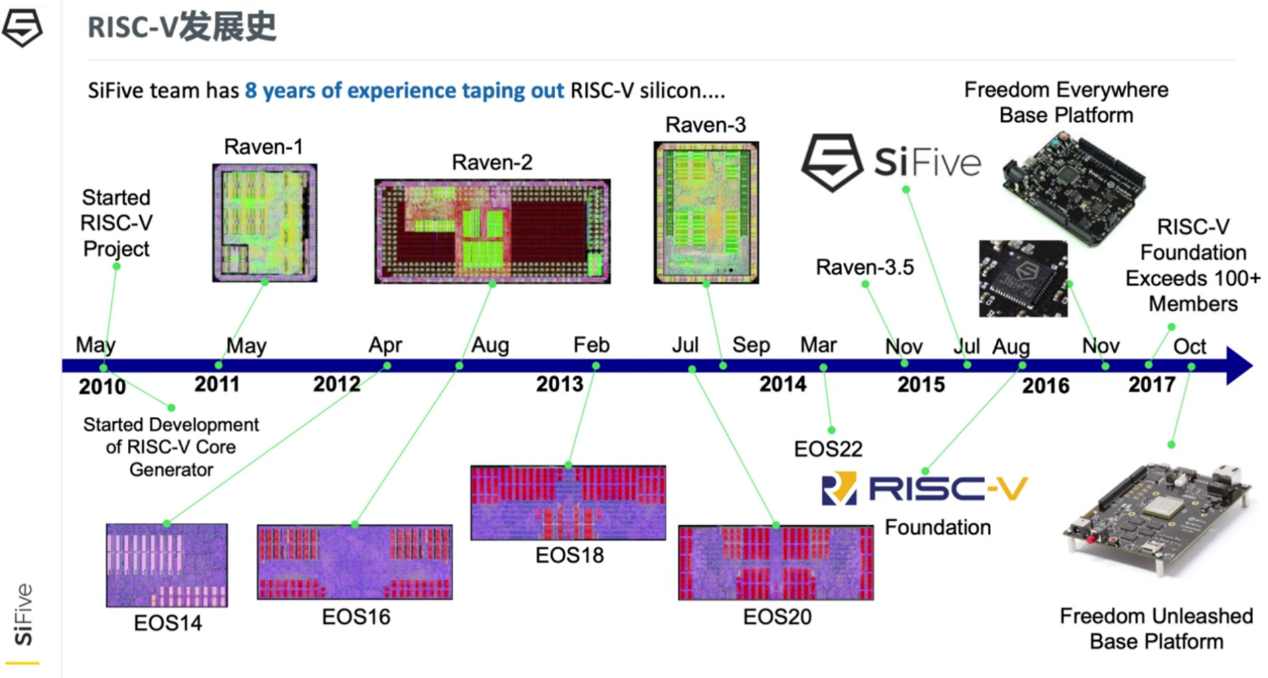 RISC-V发展史
SiFive team has 8 years of experience taping out RISC-V silicon....
Started
RISC-V
Project
Raven-1
Raven-2
Raven-3
SiFive
Freedom Everywhere
Base Platform
Raven-3.5
RISC-V
Foundation
Exceeds 100+
Members
May
May
Apr
Aug
Feb
Jul
Sep
Mar
Nov
Jul
Aug
Nov
Oct
2010
2011
2012
2013
2014
2015
2016
2017
Started Development
of RISC-V Core
Generator
EOS14
EOS16
EOS18
EOS20
EOS22
RISC-V
Foundation
Freedom Unleashed
Base Platform
SiFive